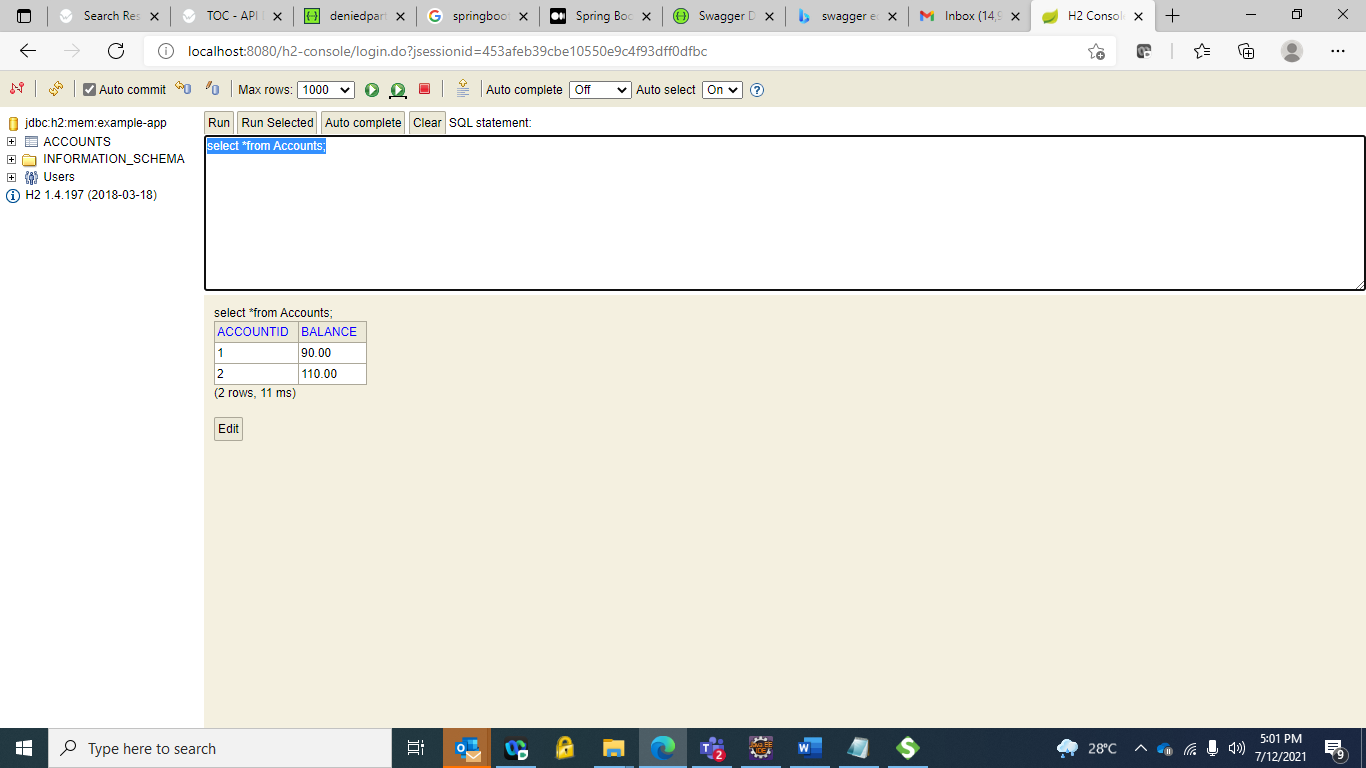 Search Res
TOC - API
deniedpart
springboot
Spring Boo
Swagger D
swagger e
Inbox (14,9
H2 Consol
localhost:8080/h2-console/login.do?jsessionid=453afeb39cbe10550e9c4f93dff0dfbc
Auto commit
Max rows: 1000
Auto complete Off
Auto select On
jdbc:h2:mem:example-app
ACCOUNTS
INFORMATION_SCHEMA
Users
H2 1.4.197 (2018-03-18)
Run Run Selected Auto complete Clear SQL statement:
select *from Accounts;
select *from Accounts;
ACCOUNTID BALANCE
1 90.00
2 110.00
(2 rows, 11 ms)
Edit
Type here to search
2
28°C
5:01 PM
7/12/2021
9